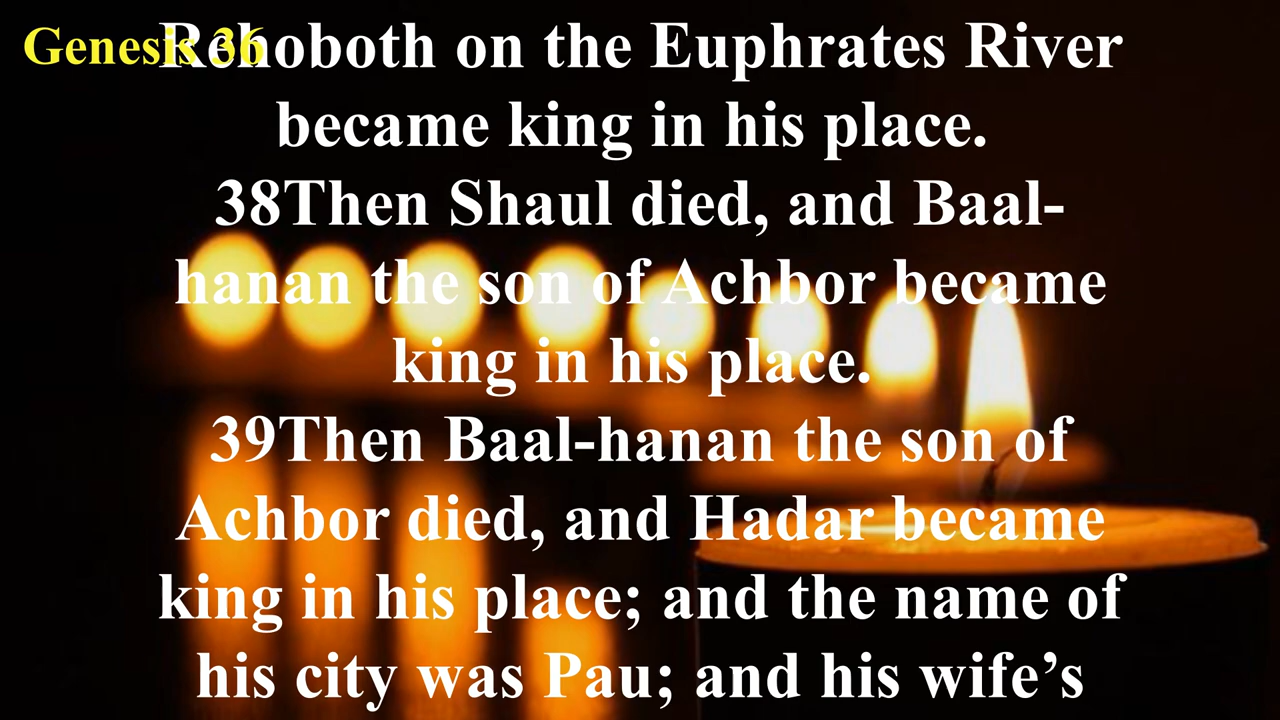 Genesis 36
Rehoboth on the Euphrates River
became king in his place.
38Then Shaul died, and Baal-
hanan the son of Achbor became
king in his place.
39Then Baal-hanan the son of
Achbor died, and Hadar became
king in his place; and the name of
his city was Pau; and his wife’s